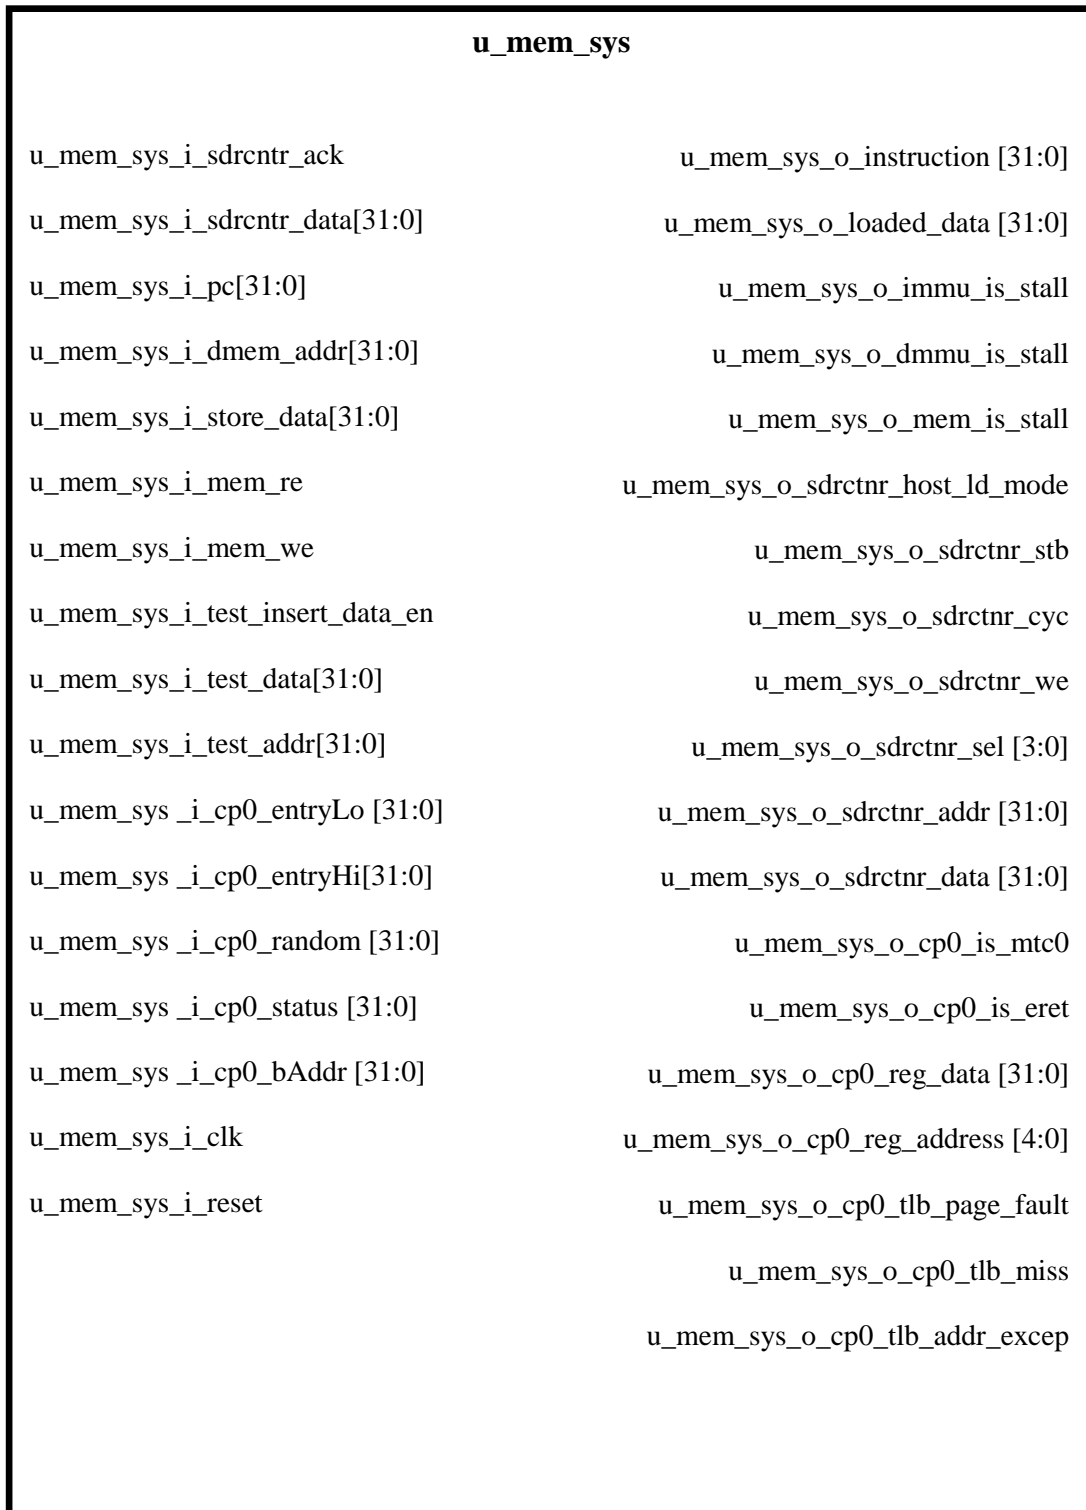 u_mem_sys
u_mem_sys_i_sdrcntr_ack
u_mem_sys_i_sdrcntr_data[31:0]
u_mem_sys_i_pc[31:0]
u_mem_sys_i_dmem_addr[31:0]
u_mem_sys_i_store_data[31:0]
u_mem_sys_i_mem_re
u_mem_sys_i_mem_we
u_mem_sys_i_test_insert_data_en
u_mem_sys_i_test_data[31:0]
u_mem_sys_i_test_addr[31:0]
u_mem_sys _i_cp0_entryLo [31:0]
u_mem_sys _i_cp0_entryHi[31:0]
u_mem_sys _i_cp0_random [31:0]
u_mem_sys _i_cp0_status [31:0]
u_mem_sys _i_cp0_bAddr [31:0]
u_mem_sys_i_clk
u_mem_sys_i_reset
u_mem_sys_o_instruction [31:0]
u_mem_sys_o_loaded_data [31:0]
u_mem_sys_o_immu_is_stall
u_mem_sys_o_dmmu_is_stall
u_mem_sys_o_mem_is_stall
u_mem_sys_o_sdrctnr_host_ld_mode
u_mem_sys_o_sdrctnr_stb
u_mem_sys_o_sdrctnr_cyc
u_mem_sys_o_sdrctnr_we
u_mem_sys_o_sdrctnr_sel [3:0]
u_mem_sys_o_sdrctnr_addr [31:0]
u_mem_sys_o_sdrctnr_data [31:0]
u_mem_sys_o_cp0_is_mtc0
u_mem_sys_o_cp0_is_eret
u_mem_sys_o_cp0_reg_data [31:0]
u_mem_sys_o_cp0_reg_address [4:0]
u_mem_sys_o_cp0_tlb_page_fault
u_mem_sys_o_cp0_tlb_miss
u_mem_sys_o_cp0_tlb_addr_excep